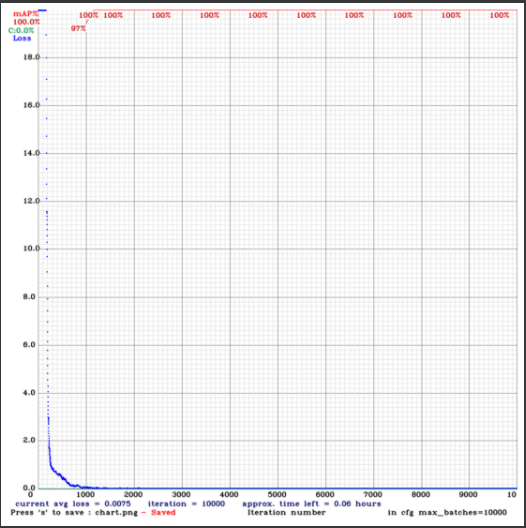 mAP% 100% 100% 100% 100% 100% 100% 100% 100% 100% 100%
100.0% 97%
C:0.0%
Loss
18.0
16.0
14.0
12.0
10.0
8.0
6.0
4.0
2.0
0.0
0 1000 2000 3000 4000 5000 6000 7000 8000 9000 10
current avg loss = 0.0075 iteration = 10000 approx. time left = 0.06 hours
Press 's' to save : chart.png - Saved Iteration number in cfg max_batches=10000